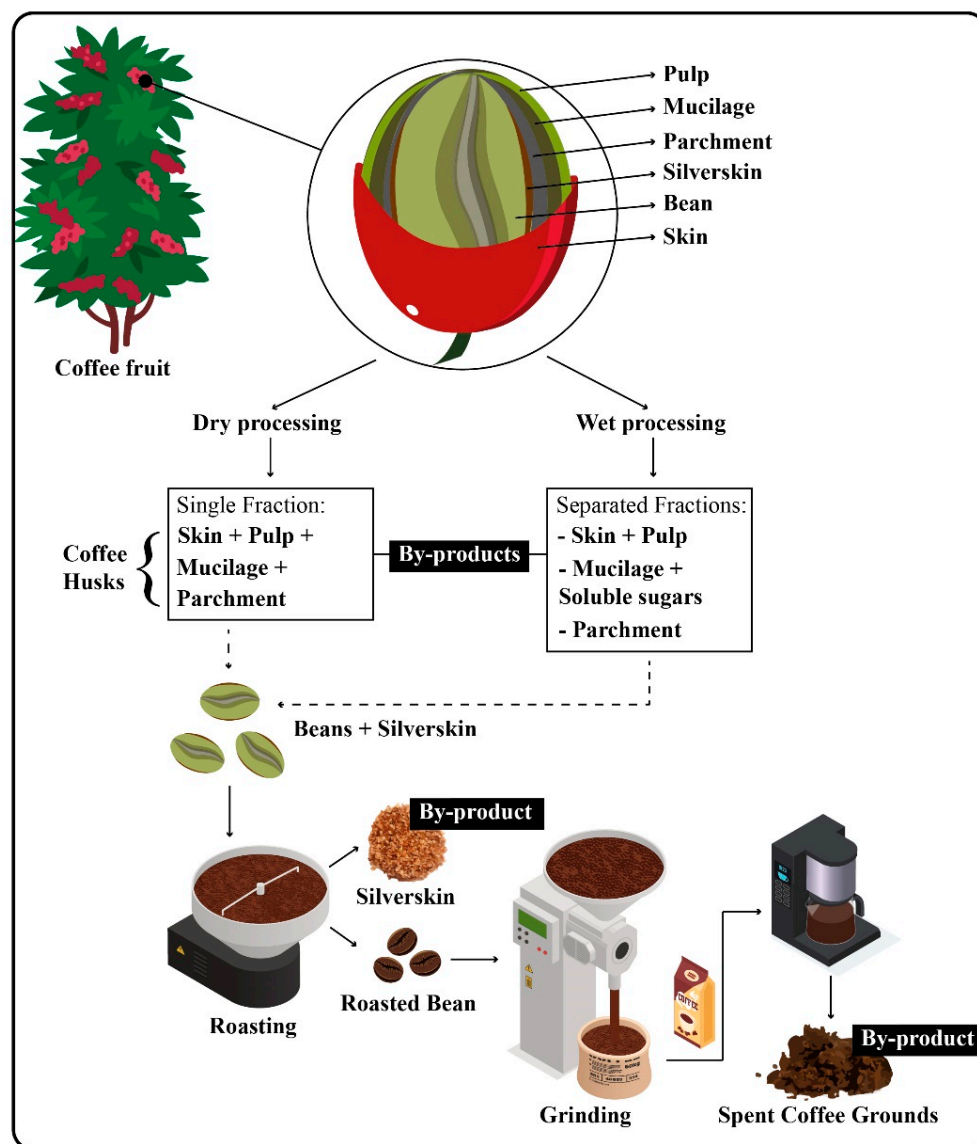 Pulp
Mucilage
Parchment
Silverskin
Bean
Skin
Coffee fruit
Dry processing
Wet processing
Coffee
Husks
Single Fraction:
Skin + Pulp +
Mucilage +
Parchment
By-products
Separated Fractions:
- Skin + Pulp
- Mucilage +
Soluble sugars
- Parchment
Beans + Silverskin
By-product
Silverskin
Roasted Bean
Roasting
COFFEE
Grinding
By-product
Spent Coffee Grounds